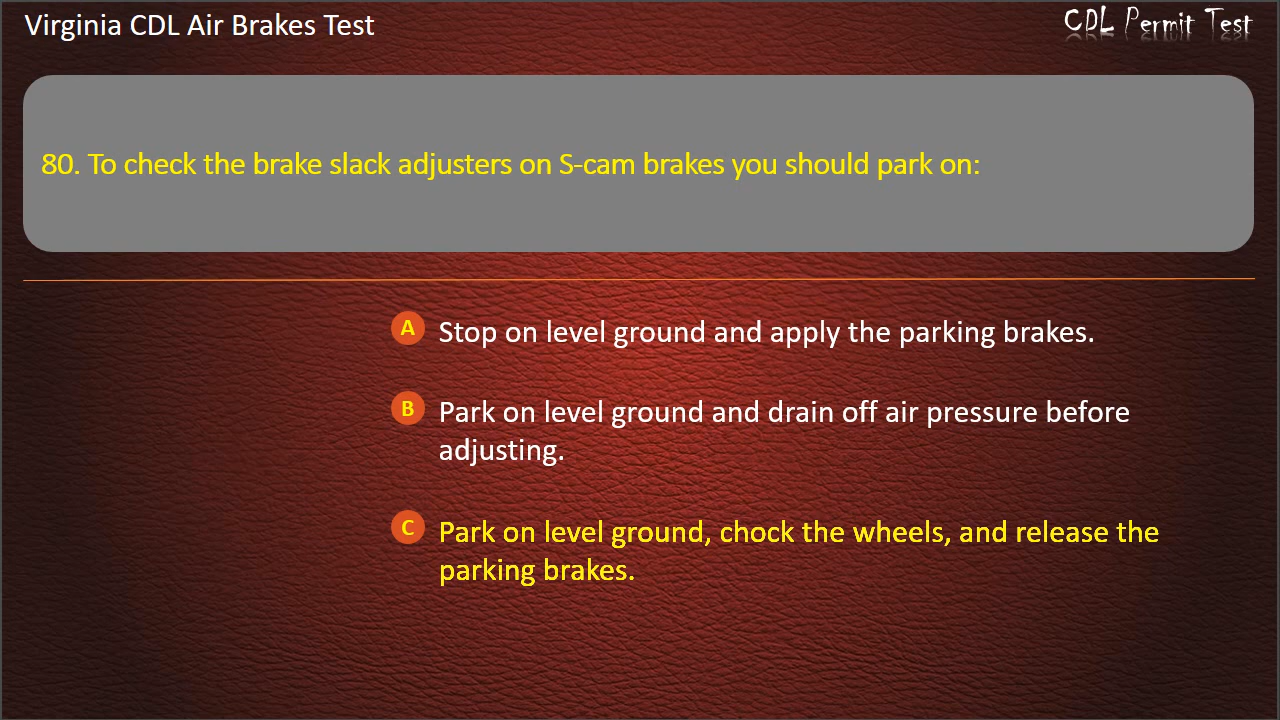 Virginia CDL Air Brakes Test
CDL Permit Test
80. To check the brake slack adjusters on S-cam brakes you should park on:
A Stop on level ground and apply the parking brakes.
B Park on level ground and drain off air pressure before
adjusting.
C Park on level ground, chock the wheels, and release the
parking brakes.